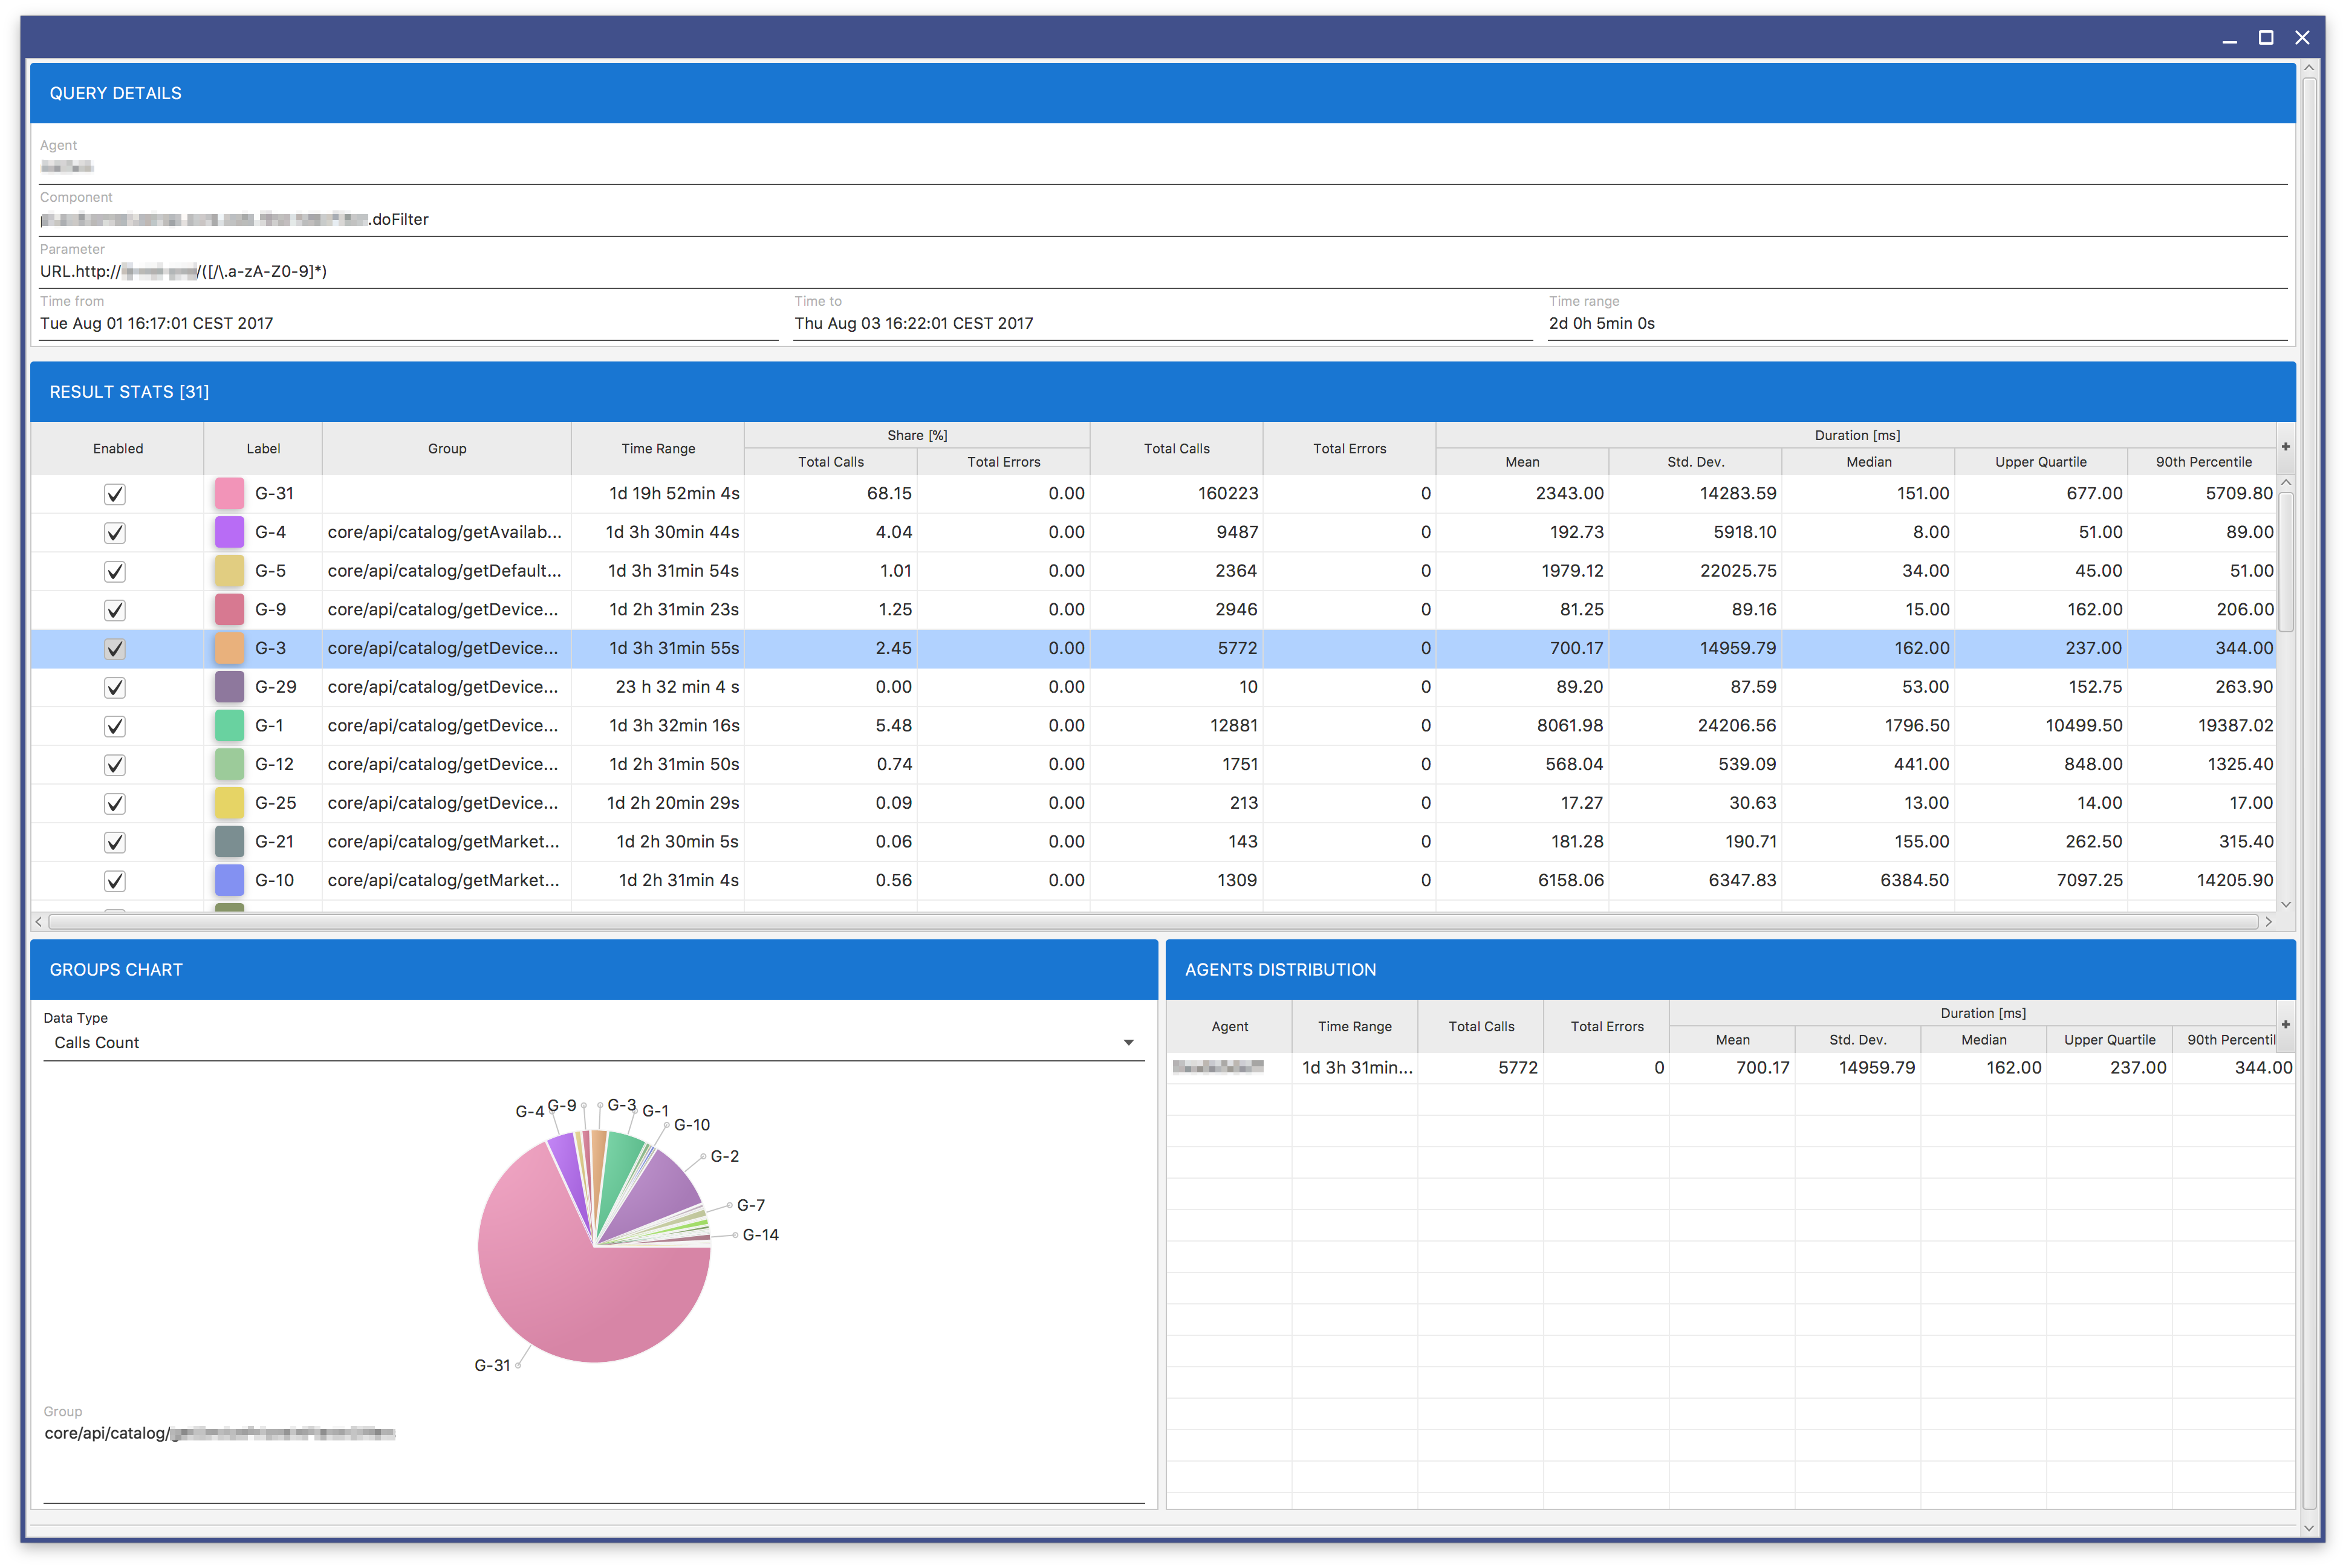 QUERY DETAILS
Agent
Component
.doFilter
Parameter
URL.http:// /([/\.a-zA-Z0-9]*)
Time from Time to Time range
Tue Aug 01 16:17:01 CEST 2017 Thu Aug 03 16:22:01 CEST 2017 2d 0h 5min 0s
RESULT STATS [31]
Share [%] Duration [ms]
Enabled Label Group Time Range Total Calls Total Errors
Total Calls Total Errors Mean Std. Dev. Median Upper Quartile 90th Percentile
G-31 1d 19h 52min 4s 68.15 0.00 160223 0 2343.00 14283.59 151.00 677.00 5709.80
G-4 core/api/catalog/getAvailab... 1d 3h 30min 44s 4.04 0.00 9487 0 192.73 5918.10 8.00 51.00 89.00
G-5 core/api/catalog/getDefault... 1d 3h 31min 54s 1.01 0.00 2364 0 1979.12 22025.75 34.00 45.00 51.00
G-9 core/api/catalog/getDevice... 1d 2h 31min 23s 1.25 0.00 2946 0 81.25 89.16 15.00 162.00 206.00
G-3 core/api/catalog/getDevice... 1d 3h 31min 55s 2.45 0.00 5772 0 700.17 14959.79 162.00 237.00 344.00
G-29 core/api/catalog/getDevice... 23 h 32 min 4 s 0.00 0.00 10 0 89.20 87.59 53.00 152.75 263.90
G-1 core/api/catalog/getDevice... 1d 3h 32min 16s 5.48 0.00 12881 0 8061.98 24206.56 1796.50 10499.50 19387.02
G-12 core/api/catalog/getDevice... 1d 2h 31min 50s 0.74 0.00 1751 0 568.04 539.09 441.00 848.00 1325.40
G-25 core/api/catalog/getDevice... 1d 2h 20min 29s 0.09 0.00 213 0 17.27 30.63 13.00 14.00 17.00
G-21 core/api/catalog/getMarket... 1d 2h 30min 5s 0.06 0.00 143 0 181.28 190.71 155.00 262.50 315.40
G-10 core/api/catalog/getMarket... 1d 2h 31min 4s 0.56 0.00 1309 0 6158.06 6347.83 6384.50 7097.25 14205.90
GROUPS CHART
Data Type
Calls Count
G-4 G-9 G-3 G-1
G-10
G-2
G-7
G-14
G-31
Group
core/api/catalog/
AGENTS DISTRIBUTION
Duration [ms]
Agent Time Range Total Calls Total Errors
Mean Std. Dev. Median Upper Quartile 90th Percentil
1d 3h 31min... 5772 0 700.17 14959.79 162.00 237.00 344.00